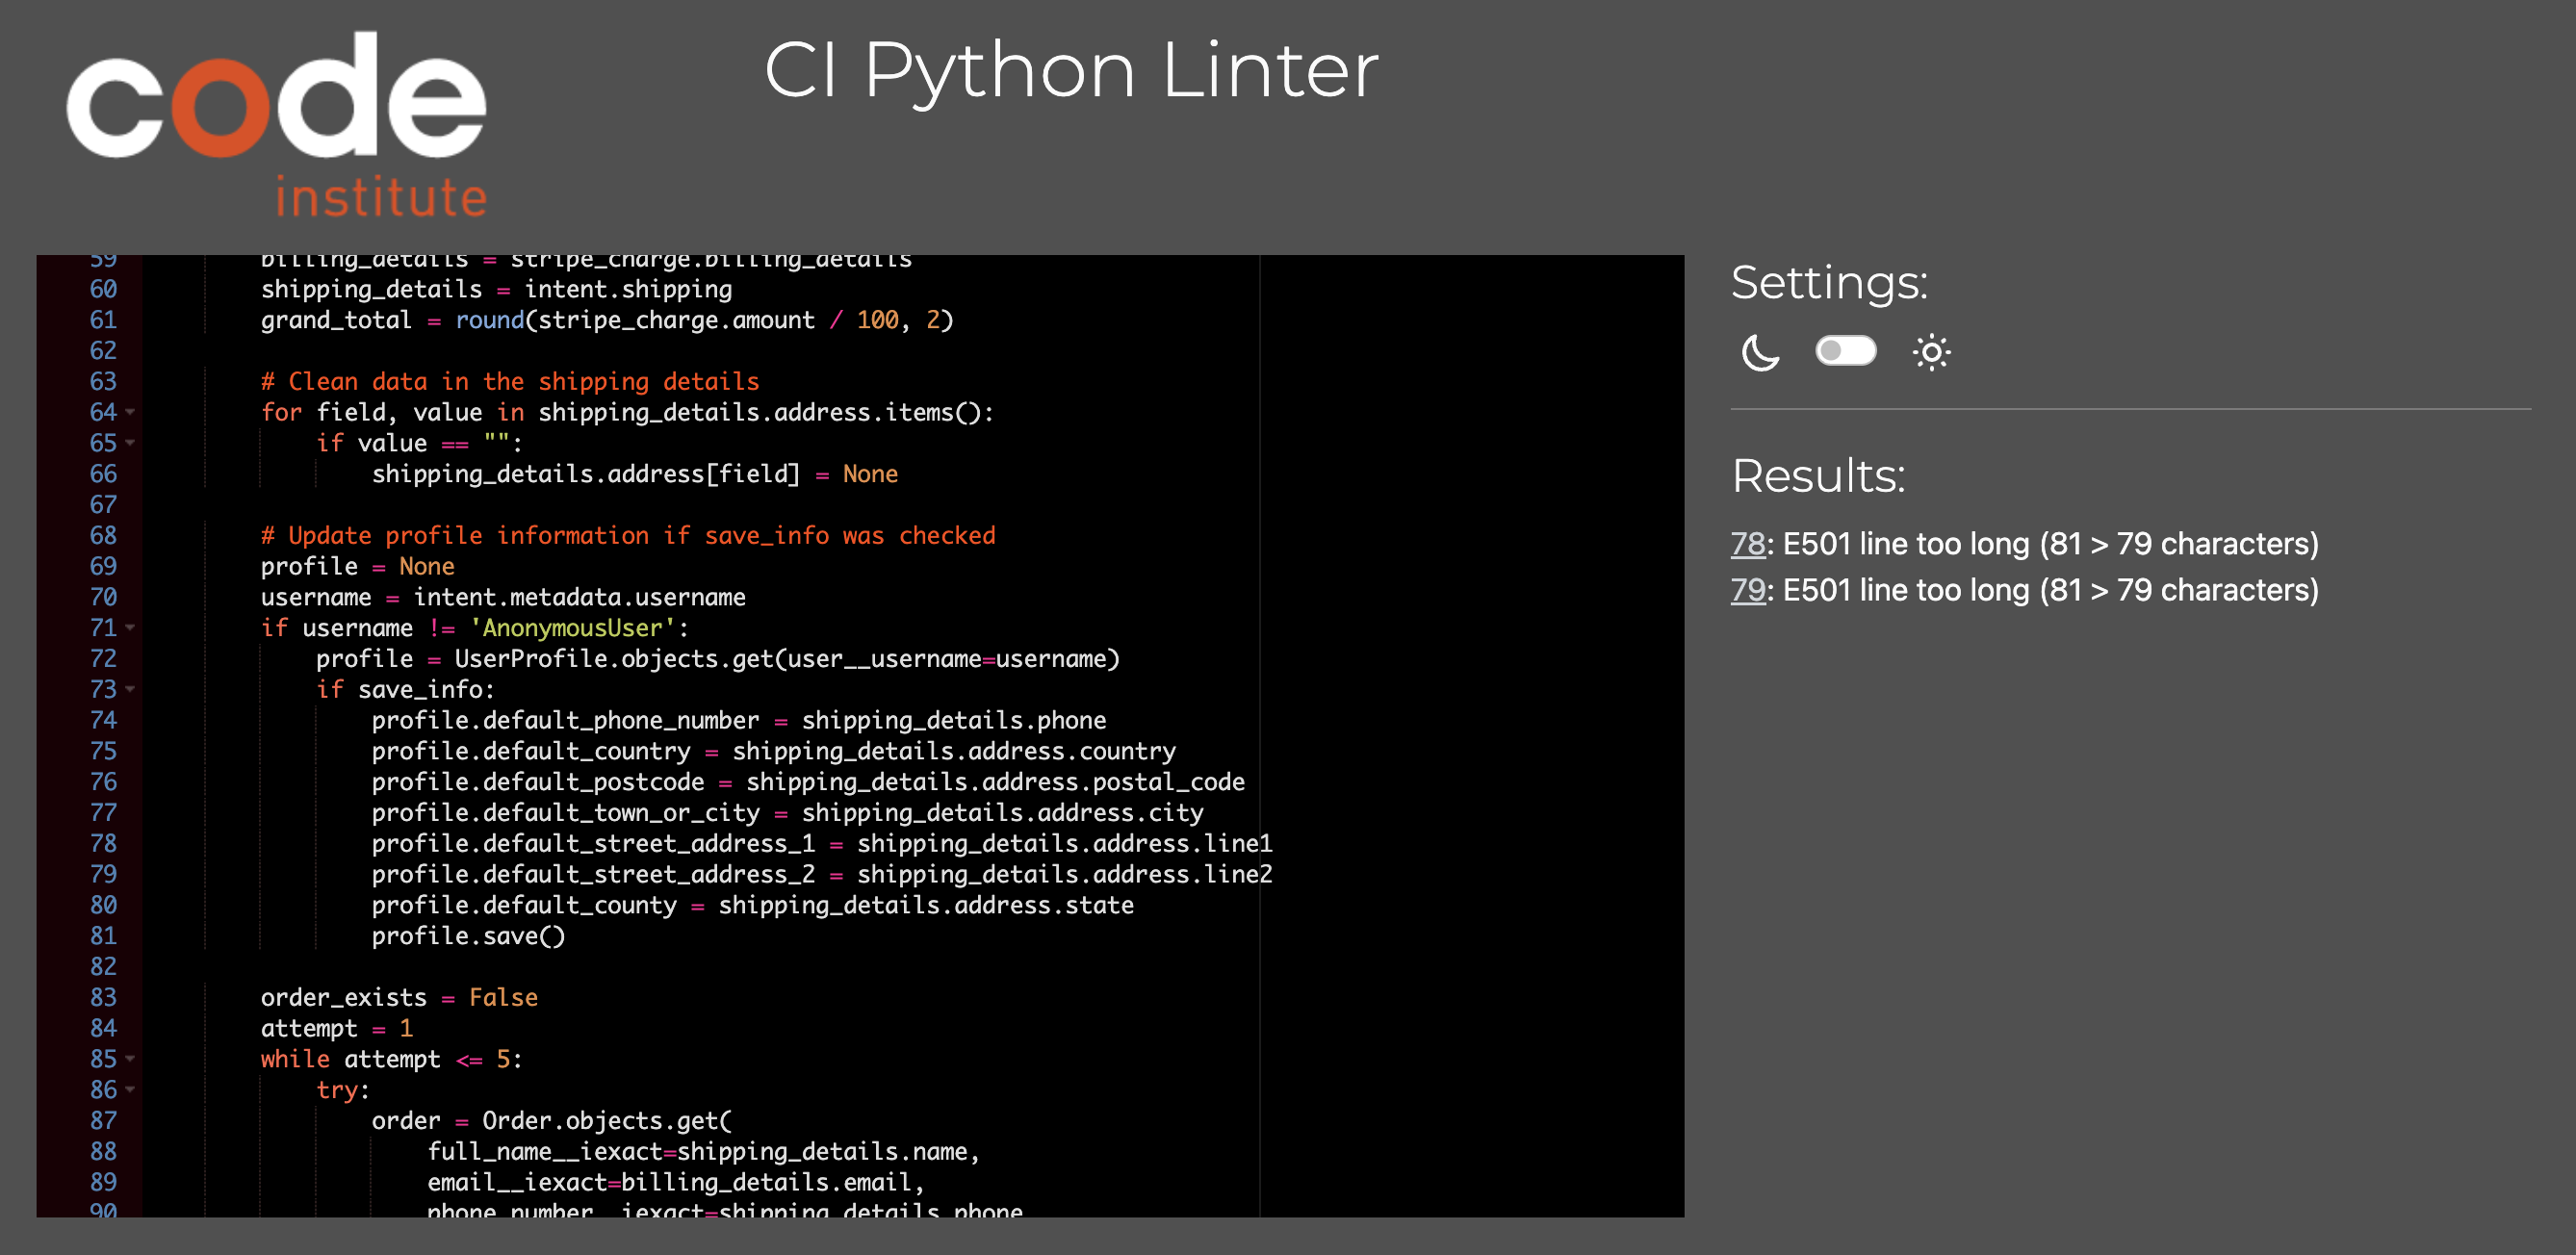 code
institute
CI Python Linter
59 billing_details = stripe_charge.billing_details
60 shipping_details = intent.shipping
61 grand_total = round(stripe_charge.amount / 100, 2)
62
63 # Clean data in the shipping details
64 for field, value in shipping_details.address.items():
65 if value == "":
66 shipping_details.address[field] = None
67
68 # Update profile information if save_info was checked
69 profile = None
70 username = intent.metadata.username
71 if username != 'AnonymousUser':
72 profile = UserProfile.objects.get(user__username=username)
73 if save_info:
74 profile.default_phone_number = shipping_details.phone
75 profile.default_country = shipping_details.address.country
76 profile.default_postcode = shipping_details.address.postal_code
77 profile.default_town_or_city = shipping_details.address.city
78 profile.default_street_address_1 = shipping_details.address.line1
79 profile.default_street_address_2 = shipping_details.address.line2
80 profile.default_county = shipping_details.address.state
81 profile.save()
82
83 order_exists = False
84 attempt = 1
85 while attempt <= 5:
86 try:
87 order = Order.objects.get(
88 full_name__iexact=shipping_details.name,
89 email__iexact=billing_details.email,
90 phone_number__iexact=shipping_details.phone
Settings:
Results:
78: E501 line too long (81 > 79 characters)
79: E501 line too long (81 > 79 characters)